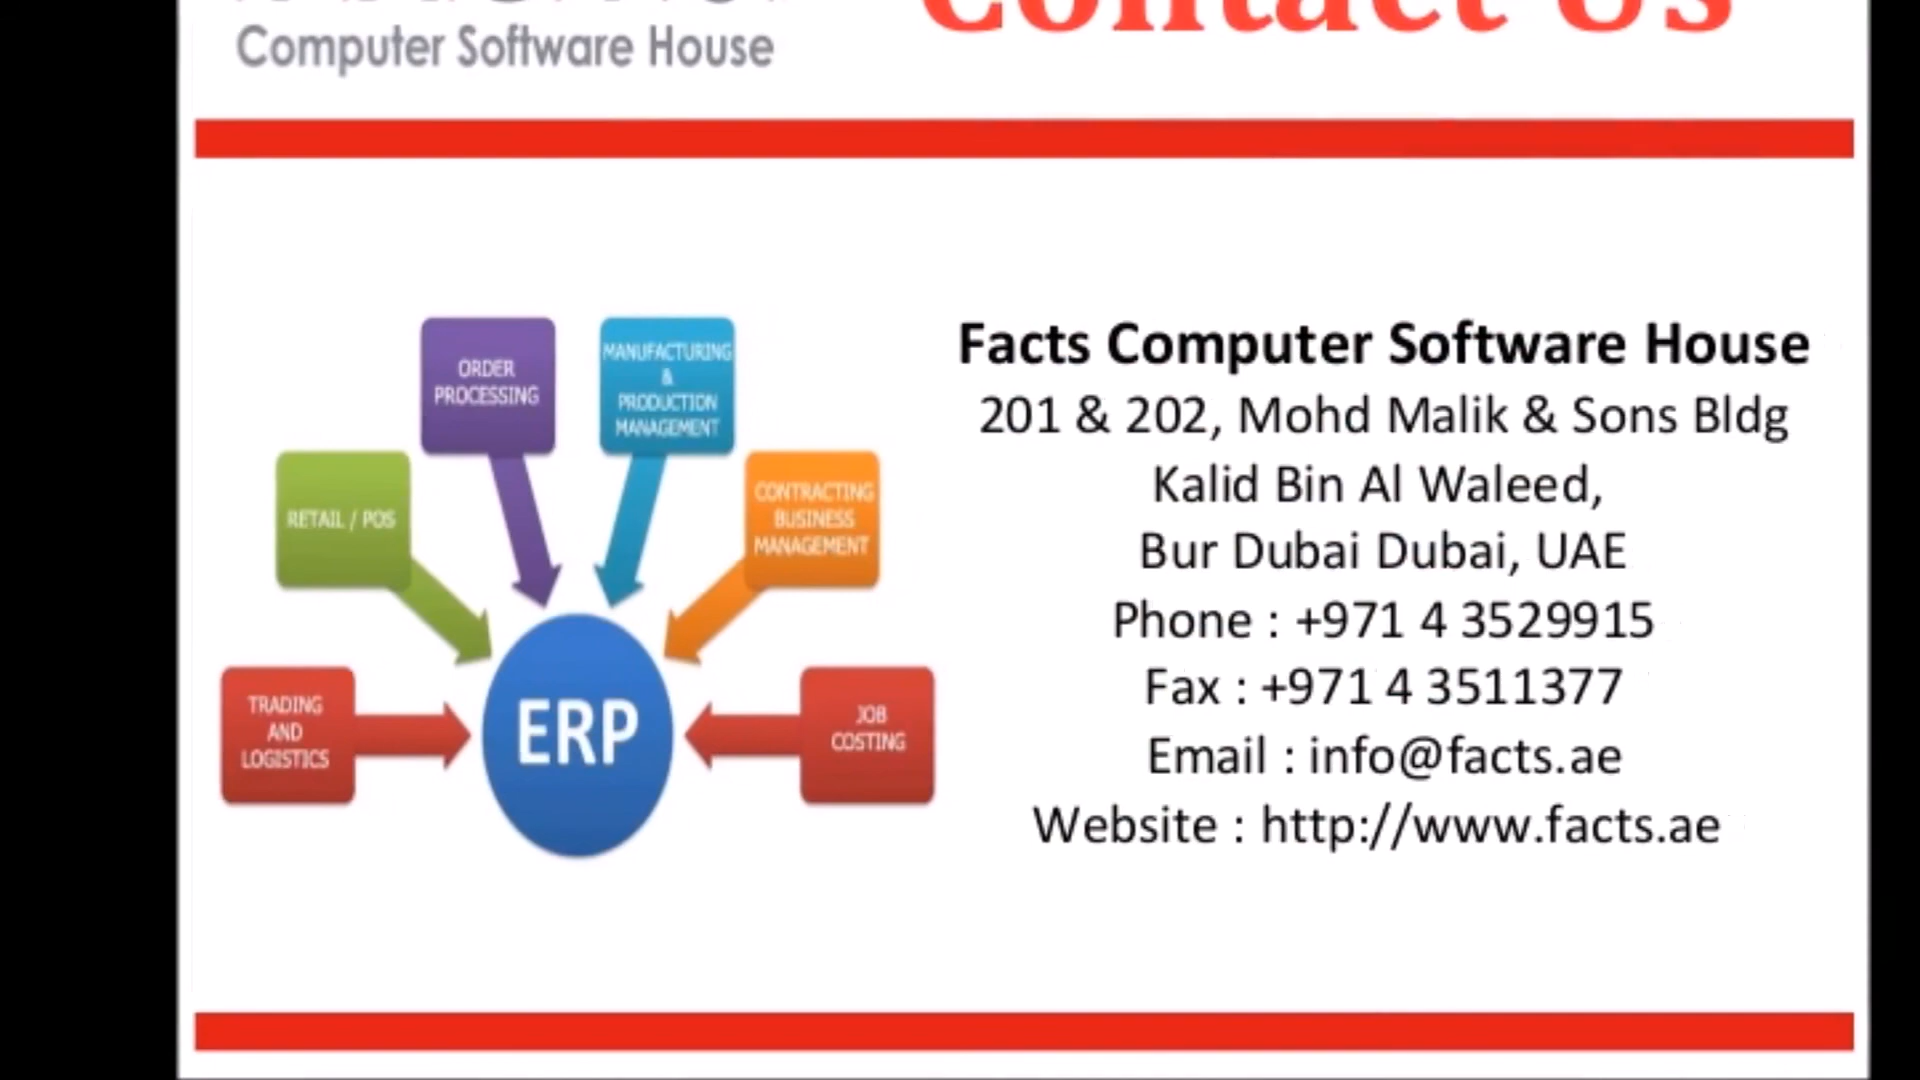 Computer Software House
Contact Us
ORDER
PROCESSING
MANUFACTURING
&
PRODUCTION
MANAGEMENT
RETAIL / POS
CONTRACTING
BUSINESS
MANAGEMENT
TRADING
AND
LOGISTICS
ERP
JOB
COSTING
Facts Computer Software House
201 & 202, Mohd Malik & Sons Bldg
Kalid Bin Al Waleed,
Bur Dubai Dubai, UAE
Phone : +971 4 3529915
Fax : +971 4 3511377
Email : info@facts.ae
Website : http://www.facts.ae